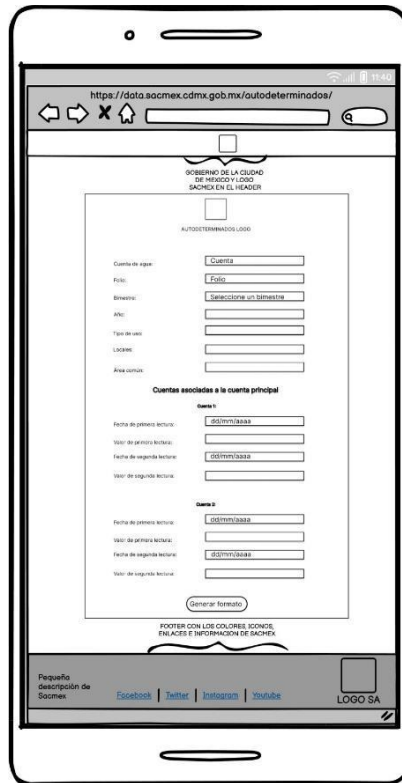 11:40
https://data.sacmex.cdmx.gob.mx/autodeterminados/
GOBIERNO DE LA CIUDAD
DE MEXICO Y LOGO
SACMEX EN EL HEADER
AUTODETERMINADOS LOGO
Cuenta de agua: Cuenta
Folio: Folio
Bimestre: Seleccione un bimestre
Año:
Tipo de uso:
Locales:
Área común:
Cuentas asociadas a la cuenta principal
Cuenta 1:
Fecha de primera lectura: dd/mm/aaaa
Valor de primera lectura:
Fecha de segunda lectura: dd/mm/aaaa
Valor de segunda lectura:
Cuenta 2:
Fecha de primera lectura: dd/mm/aaaa
Valor de primera lectura:
Fecha de segunda lectura: dd/mm/aaaa
Valor de segunda lectura:
Generar formato
FOOTER CON LOS COLORES, ICONOS,
ENLACES E INFORMACION DE SACMEX
Pequeña
descripción de
Sacmex
Facebook | Twitter | Instagram | Youtube
LOGO SA